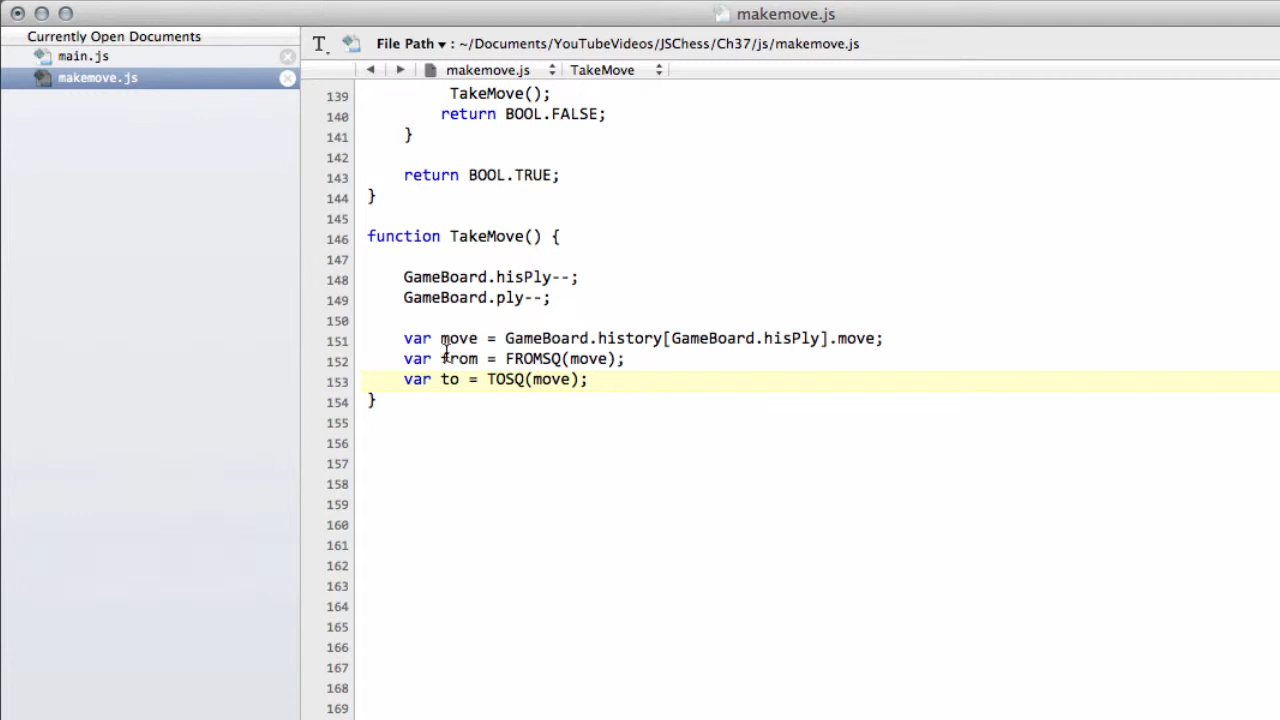 makemove.js
Currently Open Documents
main.js
makemove.js
T. File Path ▾ : ~/Documents/YouTubeVideos/JSChess/Ch37/js/makemove.js
makemove.js TakeMove
139 TakeMove();
140 return BOOL.FALSE;
141 }
142
143 return BOOL.TRUE;
144 }
145
146 function TakeMove() {
147
148 GameBoard.hisPly--;
149 GameBoard.ply--;
150
151 var move = GameBoard.history[GameBoard.hisPly].move;
152 var from = FROMSQ(move);
153 var to = TOSQ(move);
154 }
155
156
157
158
159
160
161
162
163
164
165
166
167
168
169